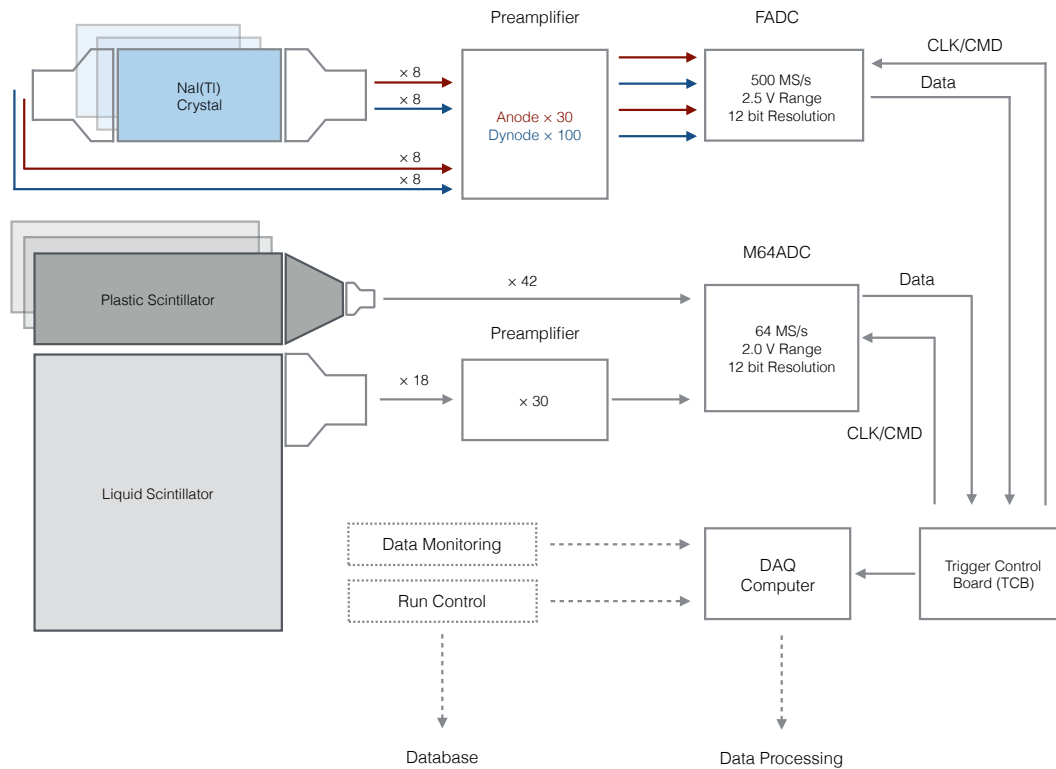 Preamplifier
FADC
NaI(Tl)
Crystal
× 8
× 8
Anode × 30
Dynode × 100
500 MS/s
2.5 V Range
12 bit Resolution
CLK/CMD
Data
× 8
× 8
M64ADC
Plastic Scintillator
× 42
64 MS/s
2.0 V Range
12 bit Resolution
Data
Preamplifier
× 18
× 30
CLK/CMD
Liquid Scintillator
Data Monitoring
Run Control
DAQ
Computer
Trigger Control
Board (TCB)
Database
Data Processing